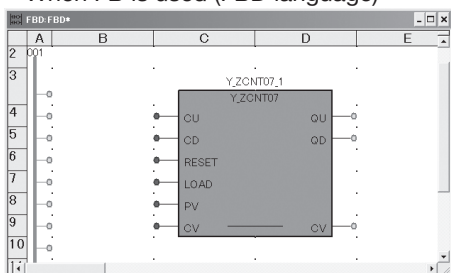 When FB is used (FBD language)
FBD:FBD*
A B C D E
2 001
3
Y_ZCNT07_1
Y_ZCNT07
4 CU QU
5 CD QD
6 RESET
7 LOAD
8 PV
9 CV CV
10